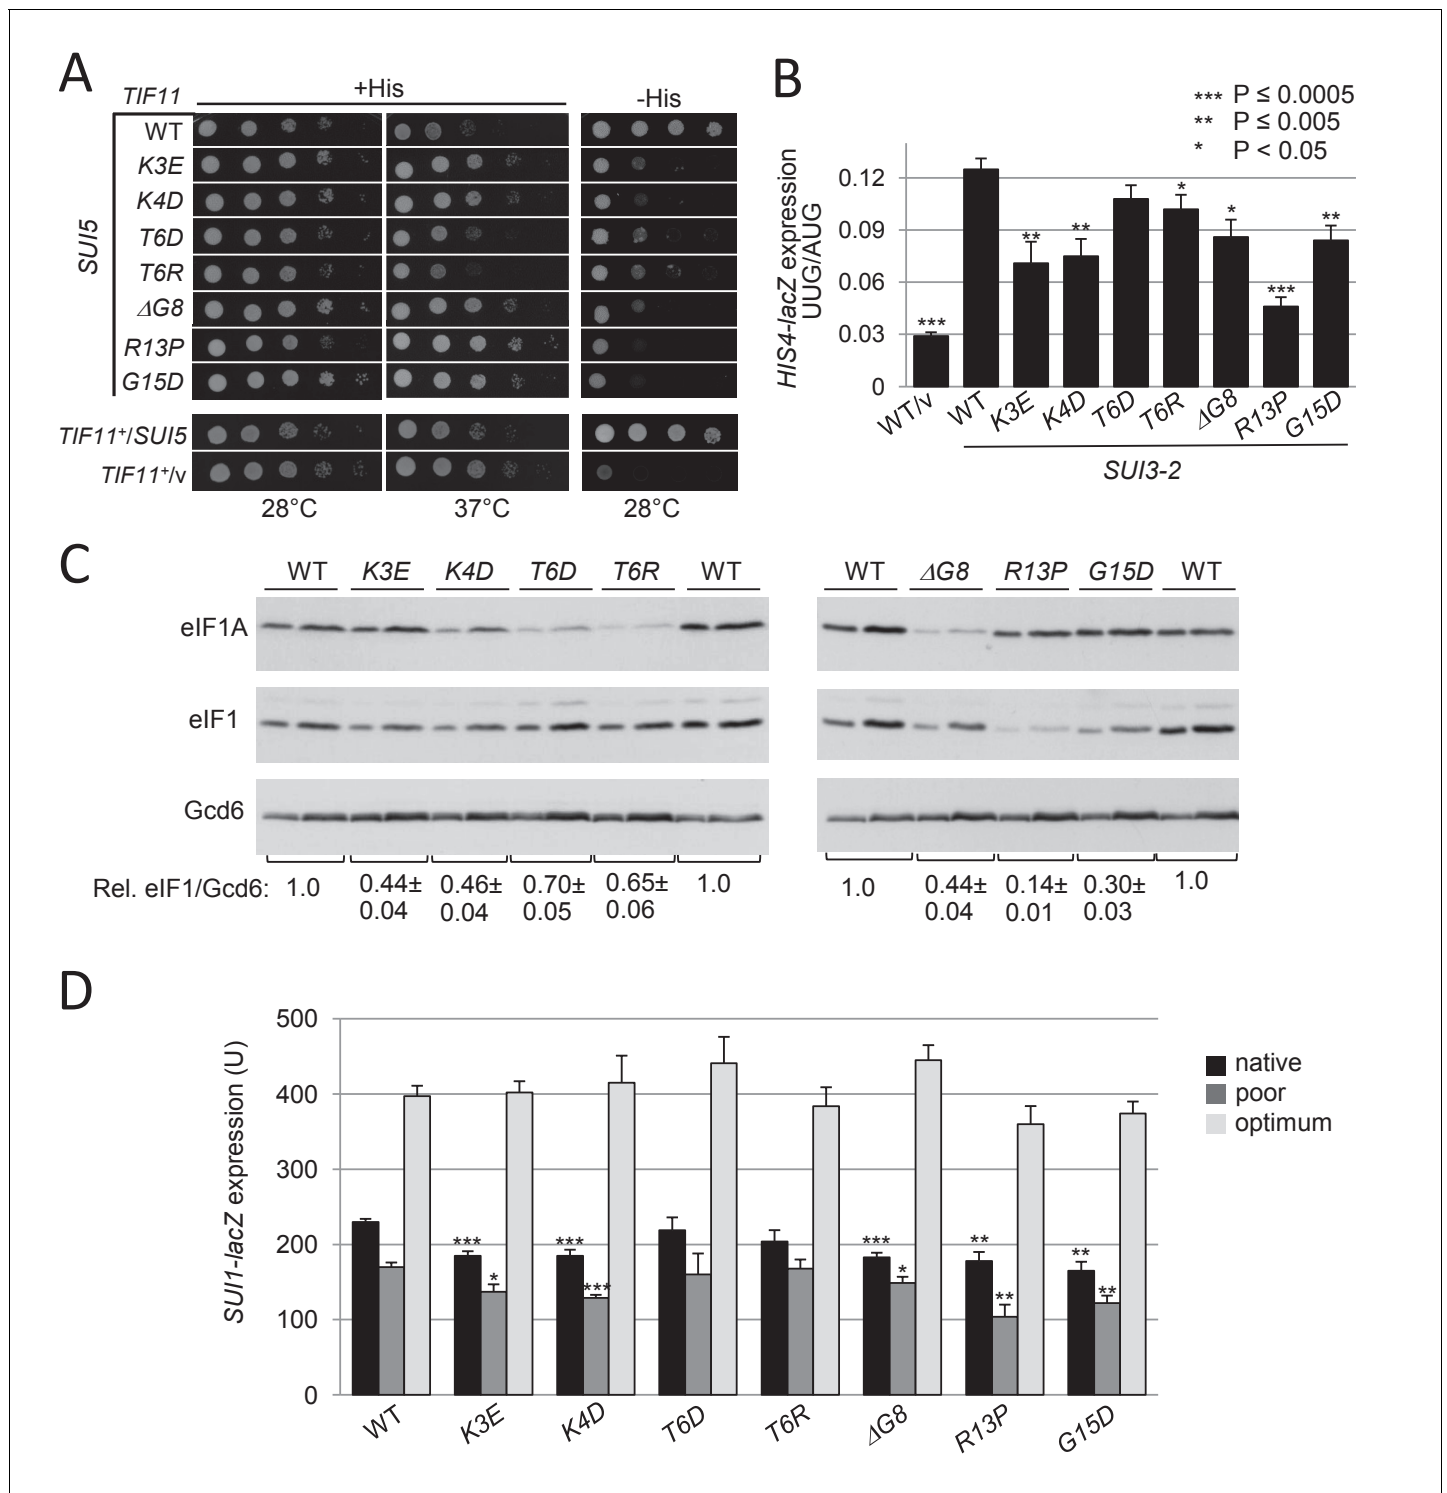 A
TIF11
+His
-His
SUI5
WT
K3E
K4D
T6D
T6R
ΔG8
R13P
G15D
TIF11⁺/SUI5
TIF11⁺/v
28°C 37°C 28°C
B
*** P ≤ 0.0005
** P ≤ 0.005
* P < 0.05
HIS4-lacZ expression
UUG/AUG
0.12
0.09
0.06
0.03
0
*** ** ** * * *** **
WT/v WT K3E K4D T6D T6R ΔG8 R13P G15D
SUI3-2
C
WT K3E K4D T6D T6R WT WT ΔG8 R13P G15D WT
eIF1A
eIF1
Gcd6
Rel. eIF1/Gcd6: 1.0 0.44± 0.46± 0.70± 0.65± 1.0 1.0 0.44± 0.14± 0.30± 1.0
0.04 0.04 0.05 0.06 0.04 0.01 0.03
D
SUI1-lacZ expression (U)
500
400
300
200
100
0
*** * *** *** *** * ** ** ** **
native
poor
optimum
WT K3E K4D T6D T6R ΔG8 R13P G15D